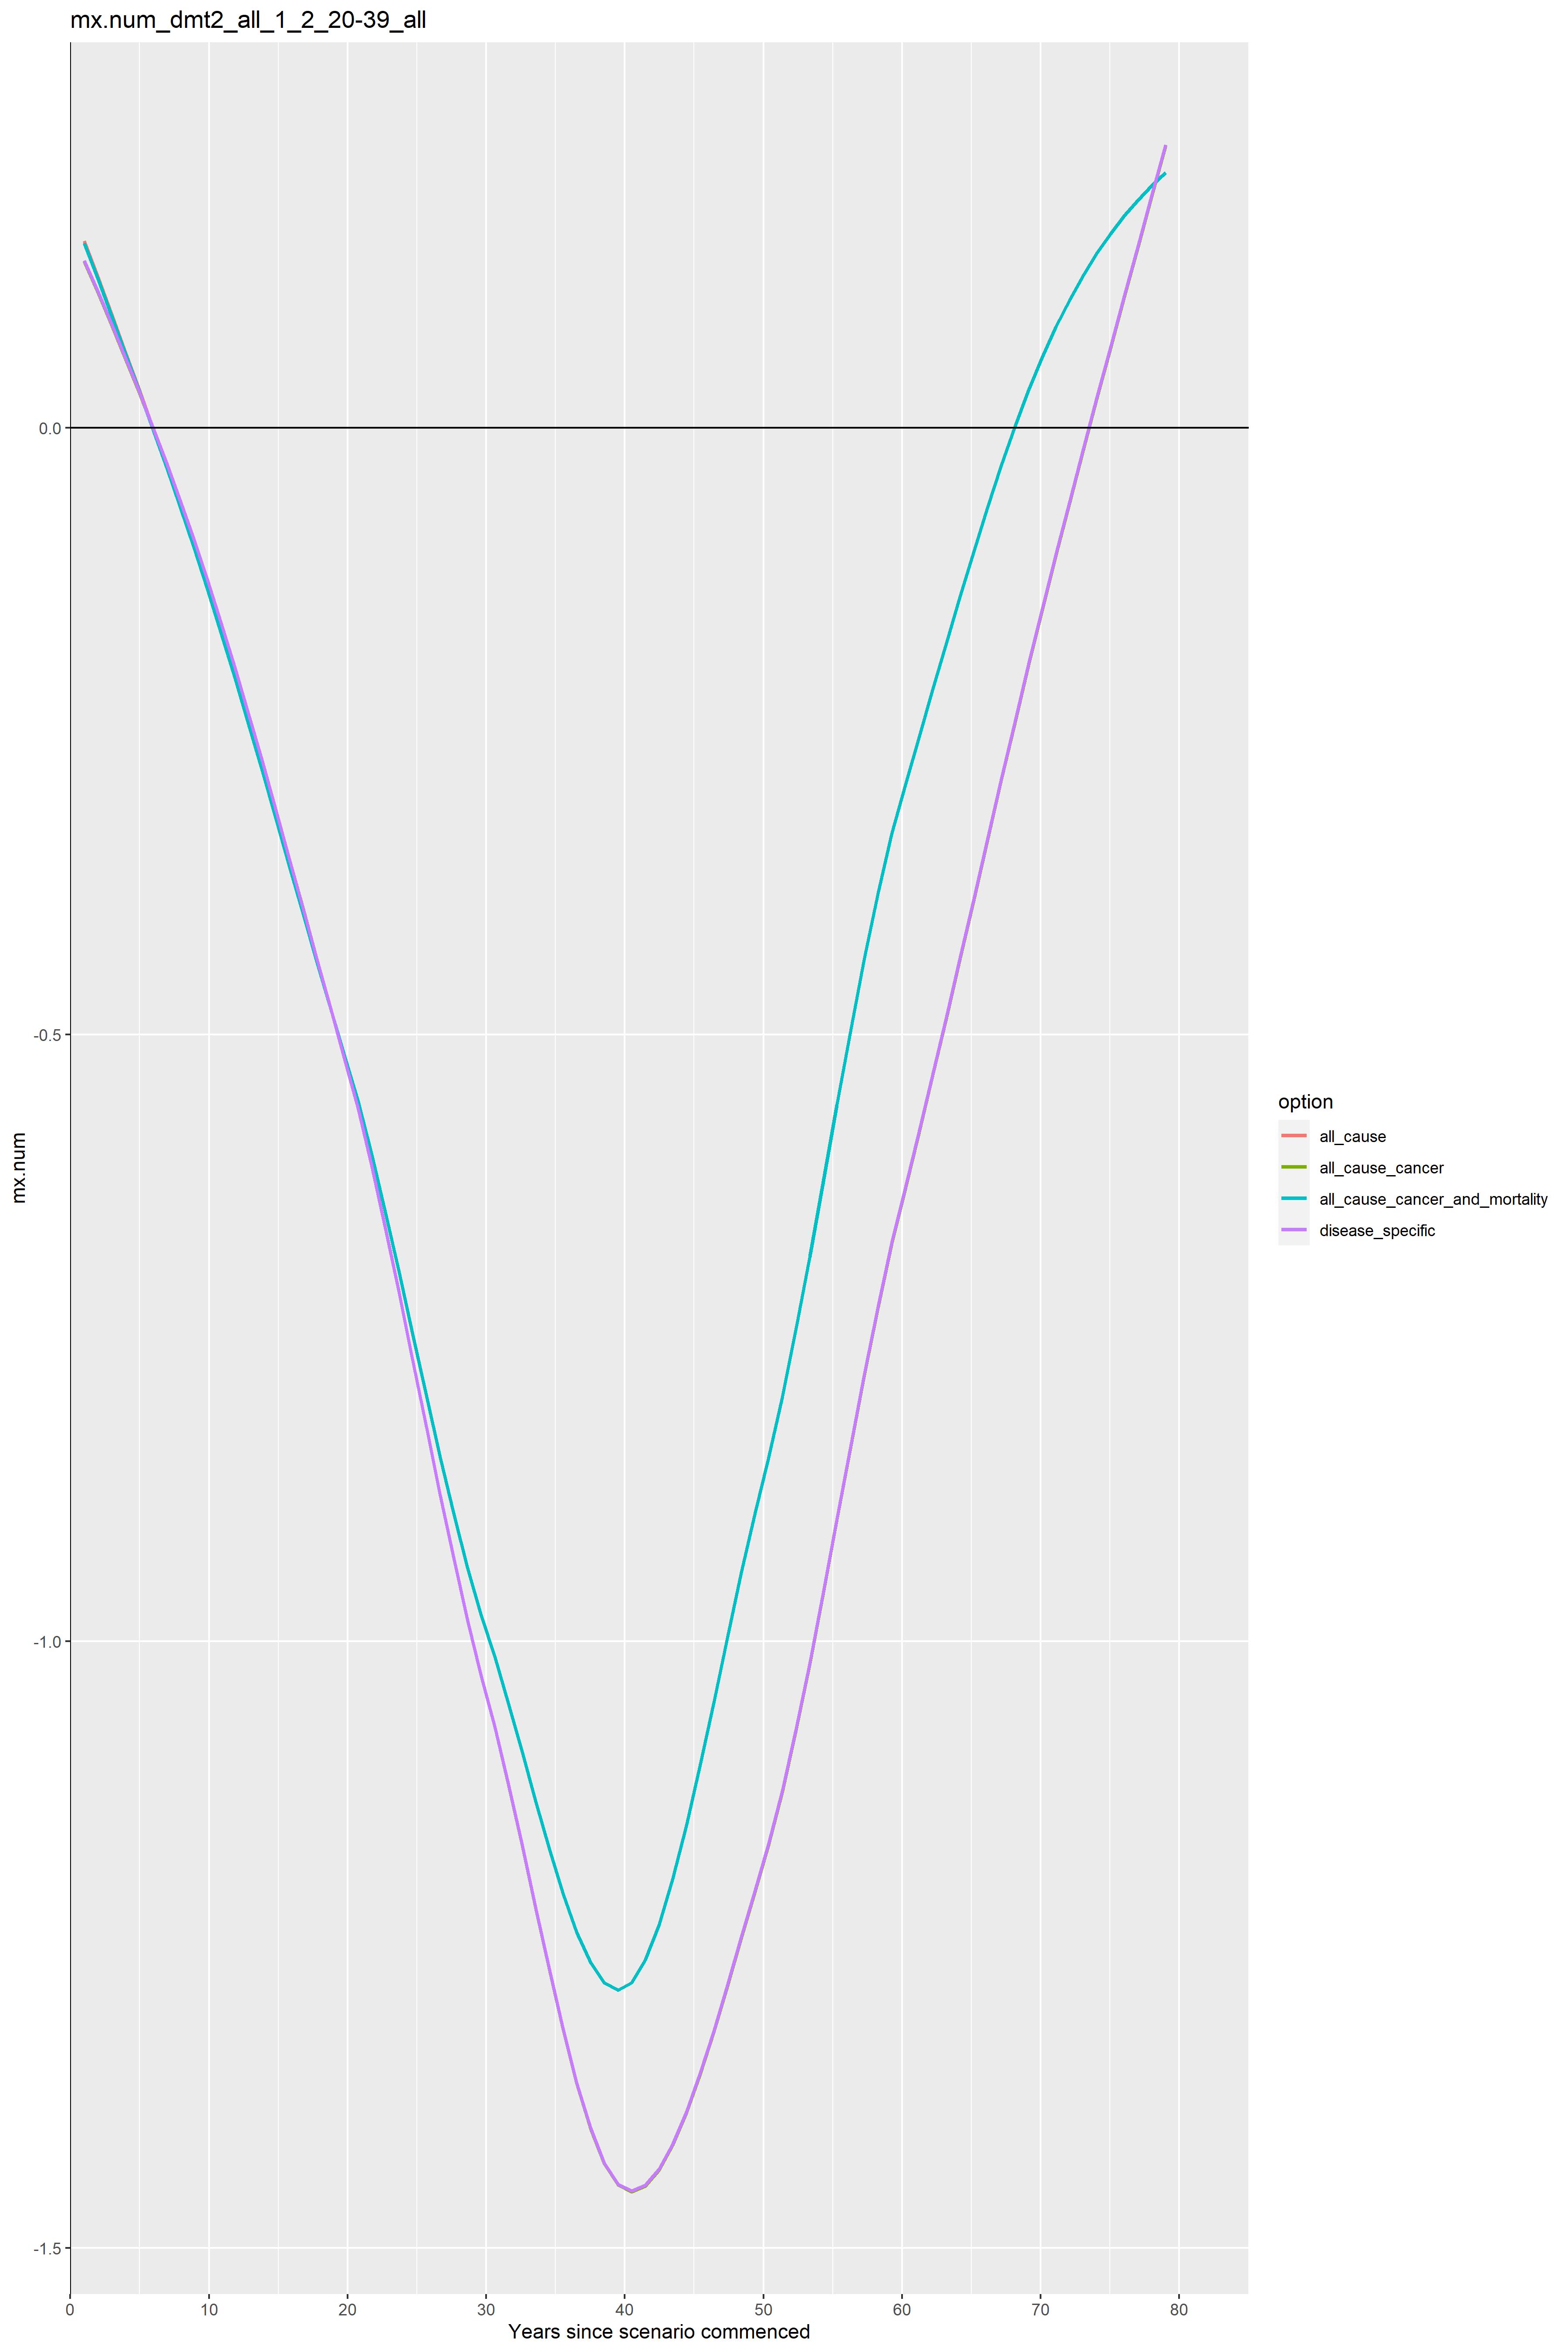 mx.num_dmt2_all_1_2_20-39_all
mx.num
0.0
-0.5
-1.0
-1.5
0 10 20 30 40 50 60 70 80
Years since scenario commenced
option
all_cause
all_cause_cancer
all_cause_cancer_and_mortality
disease_specific